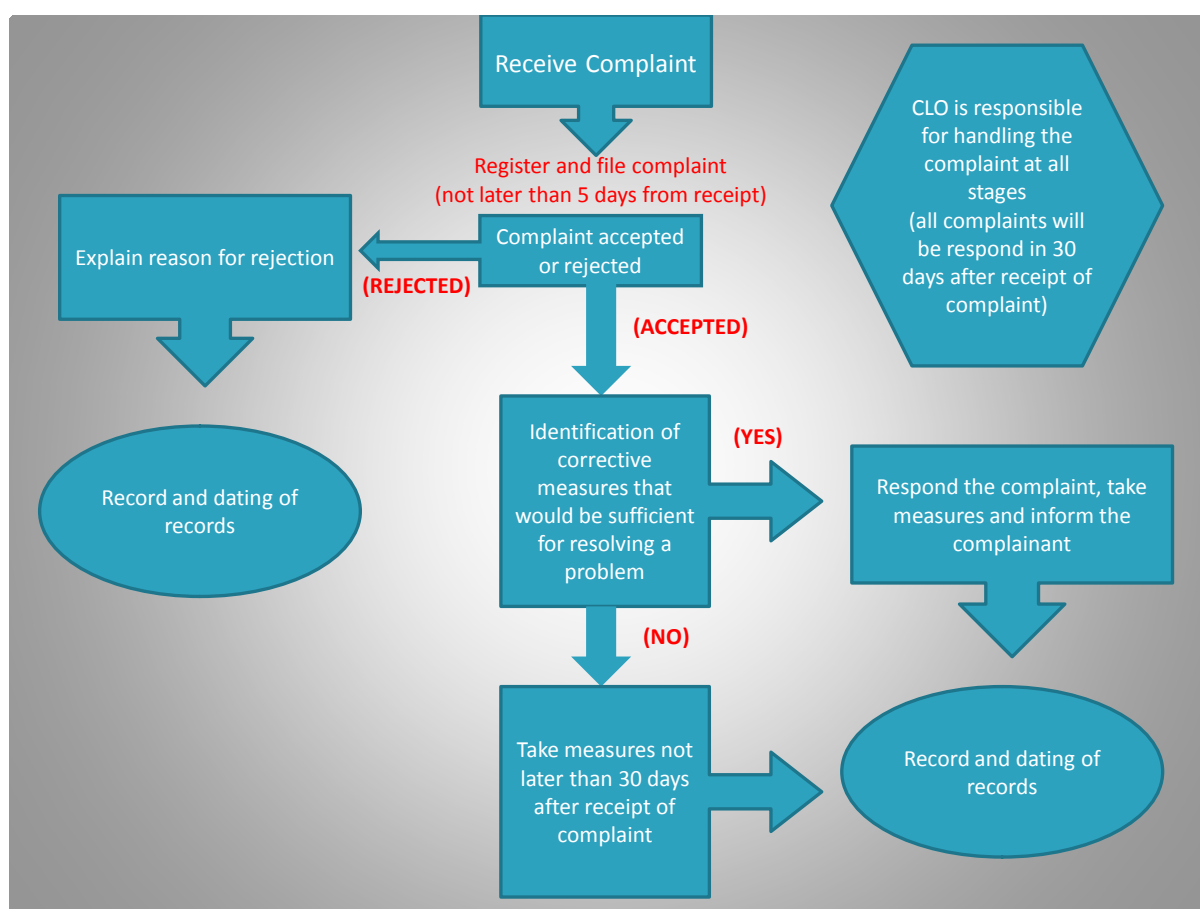 Receive Complaint
CLO is responsible
for handling the
complaint at all
stages
(all complaints will
be respond in 30
days after receipt of
complaint)
Register and file complaint
(not later than 5 days from receipt)
Complaint accepted
or rejected
Explain reason for rejection
(REJECTED)
(ACCEPTED)
Identification of
corrective
measures that
would be sufficient
for resolving a
problem
(YES)
Respond the complaint, take
measures and inform the
complainant
Record and dating of
records
(NO)
Take measures not
later than 30 days
after receipt of
complaint
Record and dating of
records